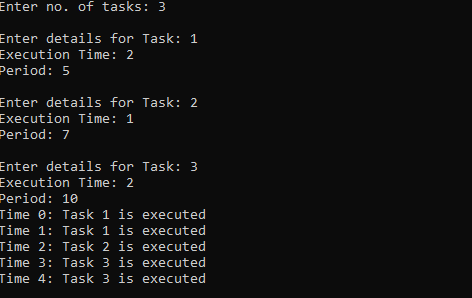 Enter no. of tasks: 3
Enter details for Task: 1
Execution Time: 2
Period: 5
Enter details for Task: 2
Execution Time: 1
Period: 7
Enter details for Task: 3
Execution Time: 2
Period: 10
Time 0: Task 1 is executed
Time 1: Task 1 is executed
Time 2: Task 2 is executed
Time 3: Task 3 is executed
Time 4: Task 3 is executed